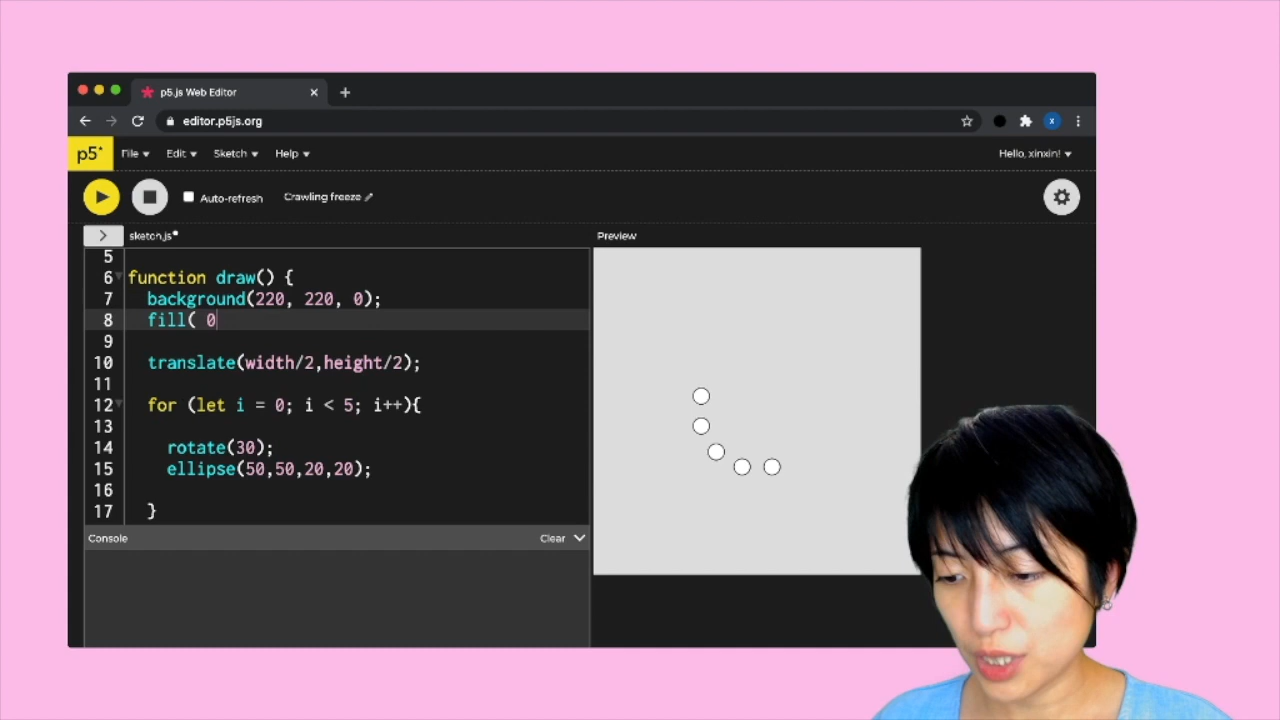 p5.js Web Editor
editor.p5js.org
X
p5* File Edit Sketch Help Hello, xinxin!
Auto-refresh Crawling freeze
sketch.js Preview
5
6 function draw() {
7 background(220, 220, 0);
8 fill( 0
9
10 translate(width/2,height/2);
11
12 for (let i = 0; i < 5; i++){
13
14 rotate(30);
15 ellipse(50,50,20,20);
16
17 }
Console Clear